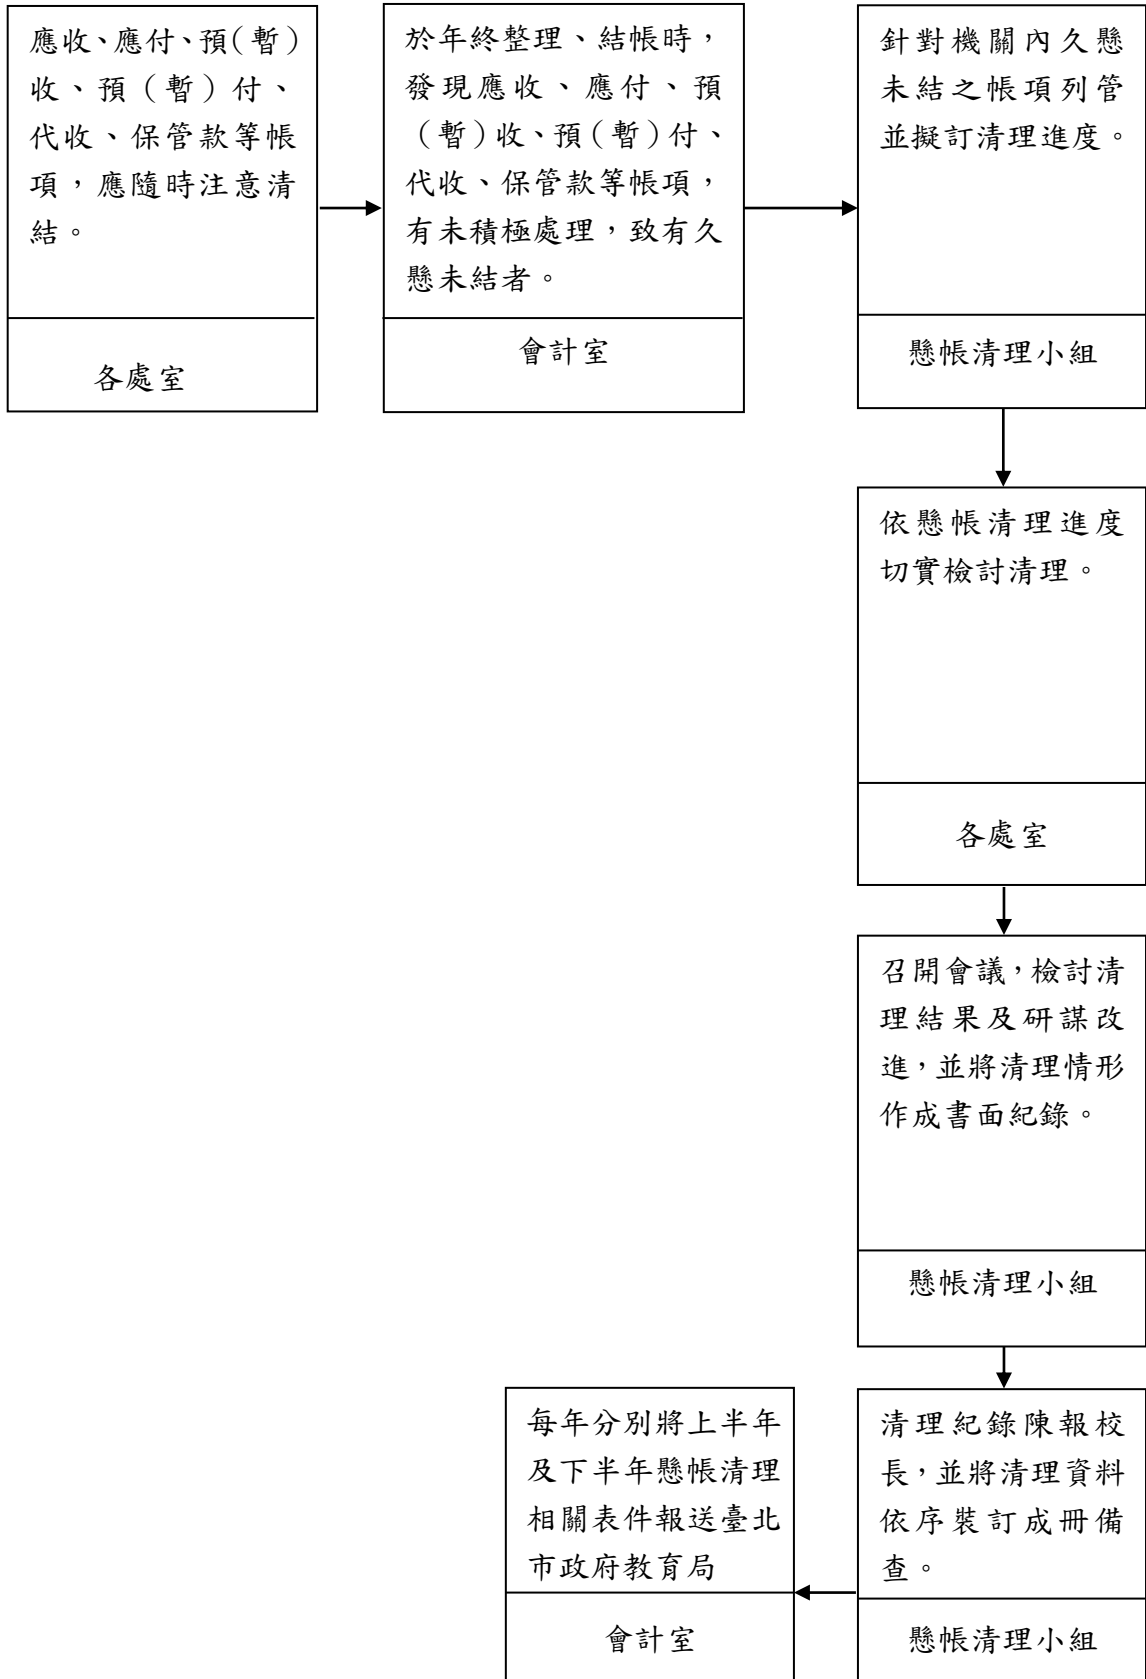 應收、應付、預(暫)
收、預（暫）付、
代收、保管款等帳
項，應隨時注意清
結。
各處室
於年終整理、結帳時，
發現應收、應付、預
（暫）收、預（暫）付、
代收、保管款等帳項，
有未積極處理，致有久
懸未結者。
會計室
針對機關內久懸
未結之帳項列管
並擬訂清理進度。
懸帳清理小組
依懸帳清理進度
切實檢討清理。
各處室
召開會議，檢討清
理結果及研謀改
進，並將清理情形
作成書面紀錄。
懸帳清理小組
清理紀錄陳報校
長，並將清理資料
依序裝訂成冊備
查。
懸帳清理小組
每年分別將上半年
及下半年懸帳清理
相關表件報送臺北
市政府教育局
會計室